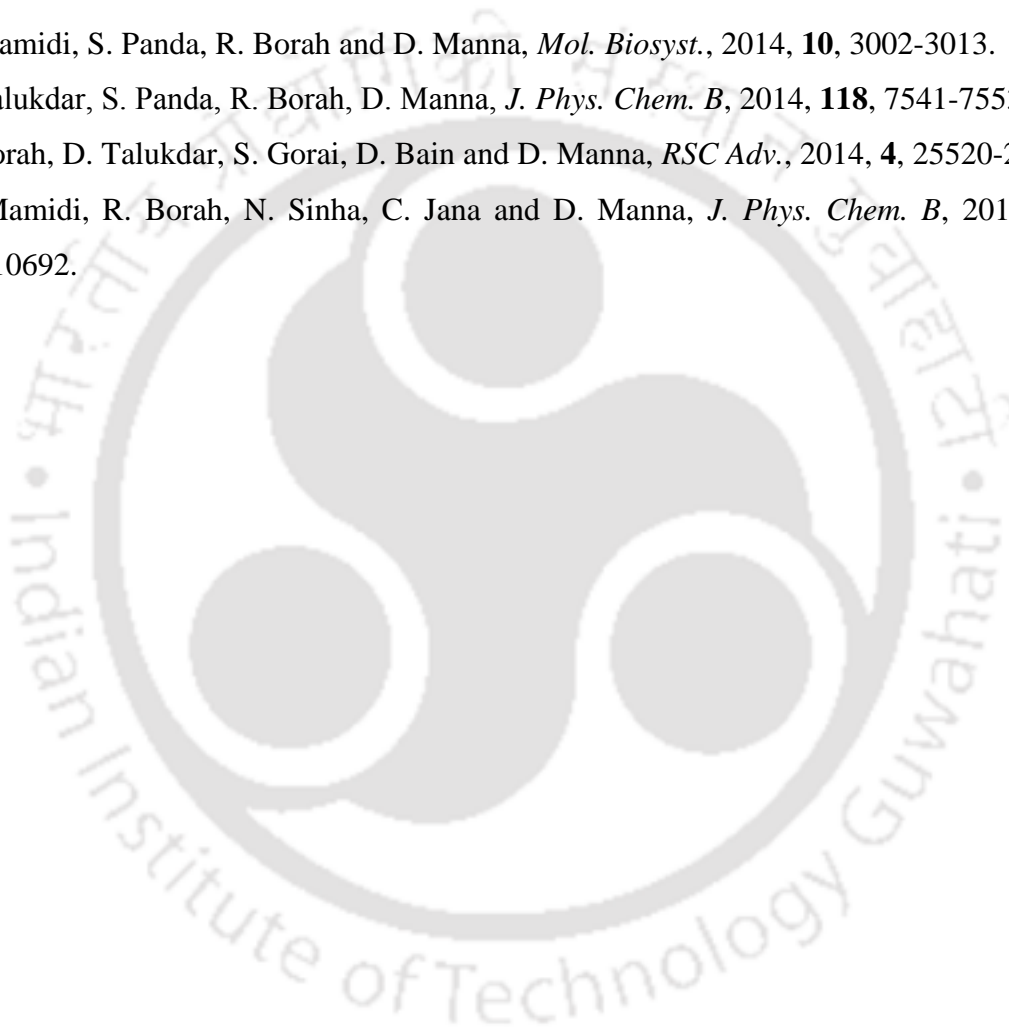 amidi, S. Panda, R. Borah and D. Manna, Mol. Biosyst., 2014, 10, 3002-3013.
alukdar, S. Panda, R. Borah, D. Manna, J. Phys. Chem. B, 2014, 118, 7541-755
orah, D. Talukdar, S. Gorai, D. Bain and D. Manna, RSC Adv., 2014, 4, 25520-2
Mamidi, R. Borah, N. Sinha, C. Jana and D. Manna, J. Phys. Chem. B, 201
10692.
भारतीय प्रौद्योगिकी संस्थान गुवाहाटी
Indian Institute of Technology Guwahati